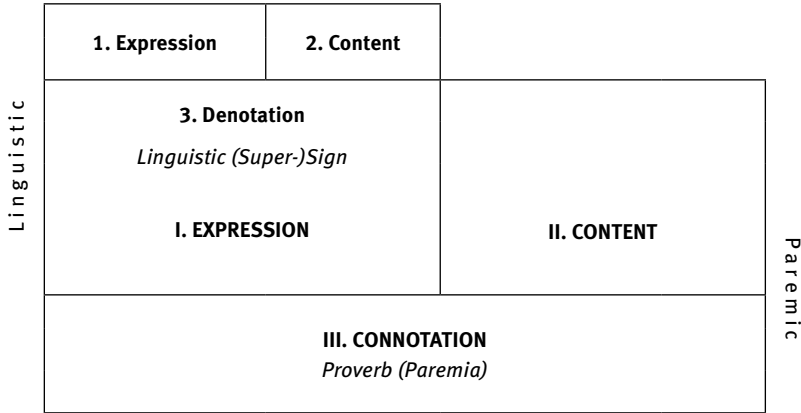 1. Expression
2. Content
Linguistic
3. Denotation
Linguistic (Super-)Sign
I. EXPRESSION
II. CONTENT
Paremic
III. CONNOTATION
Proverb (Paremia)